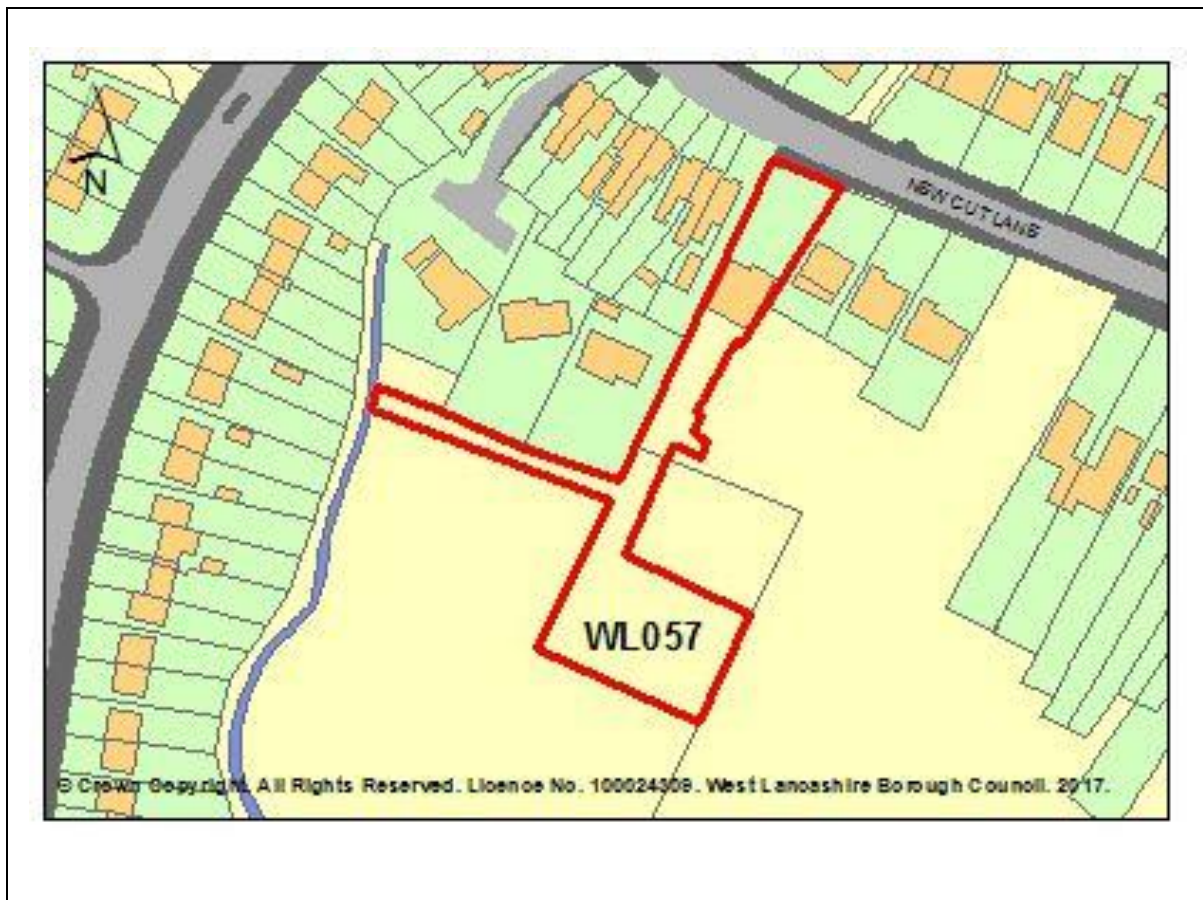 N
NEW CUT LANE
WL057
© Crown Copyright. All Rights Reserved. Licence No. 100024309. West Lancashire Borough Council. 2017.